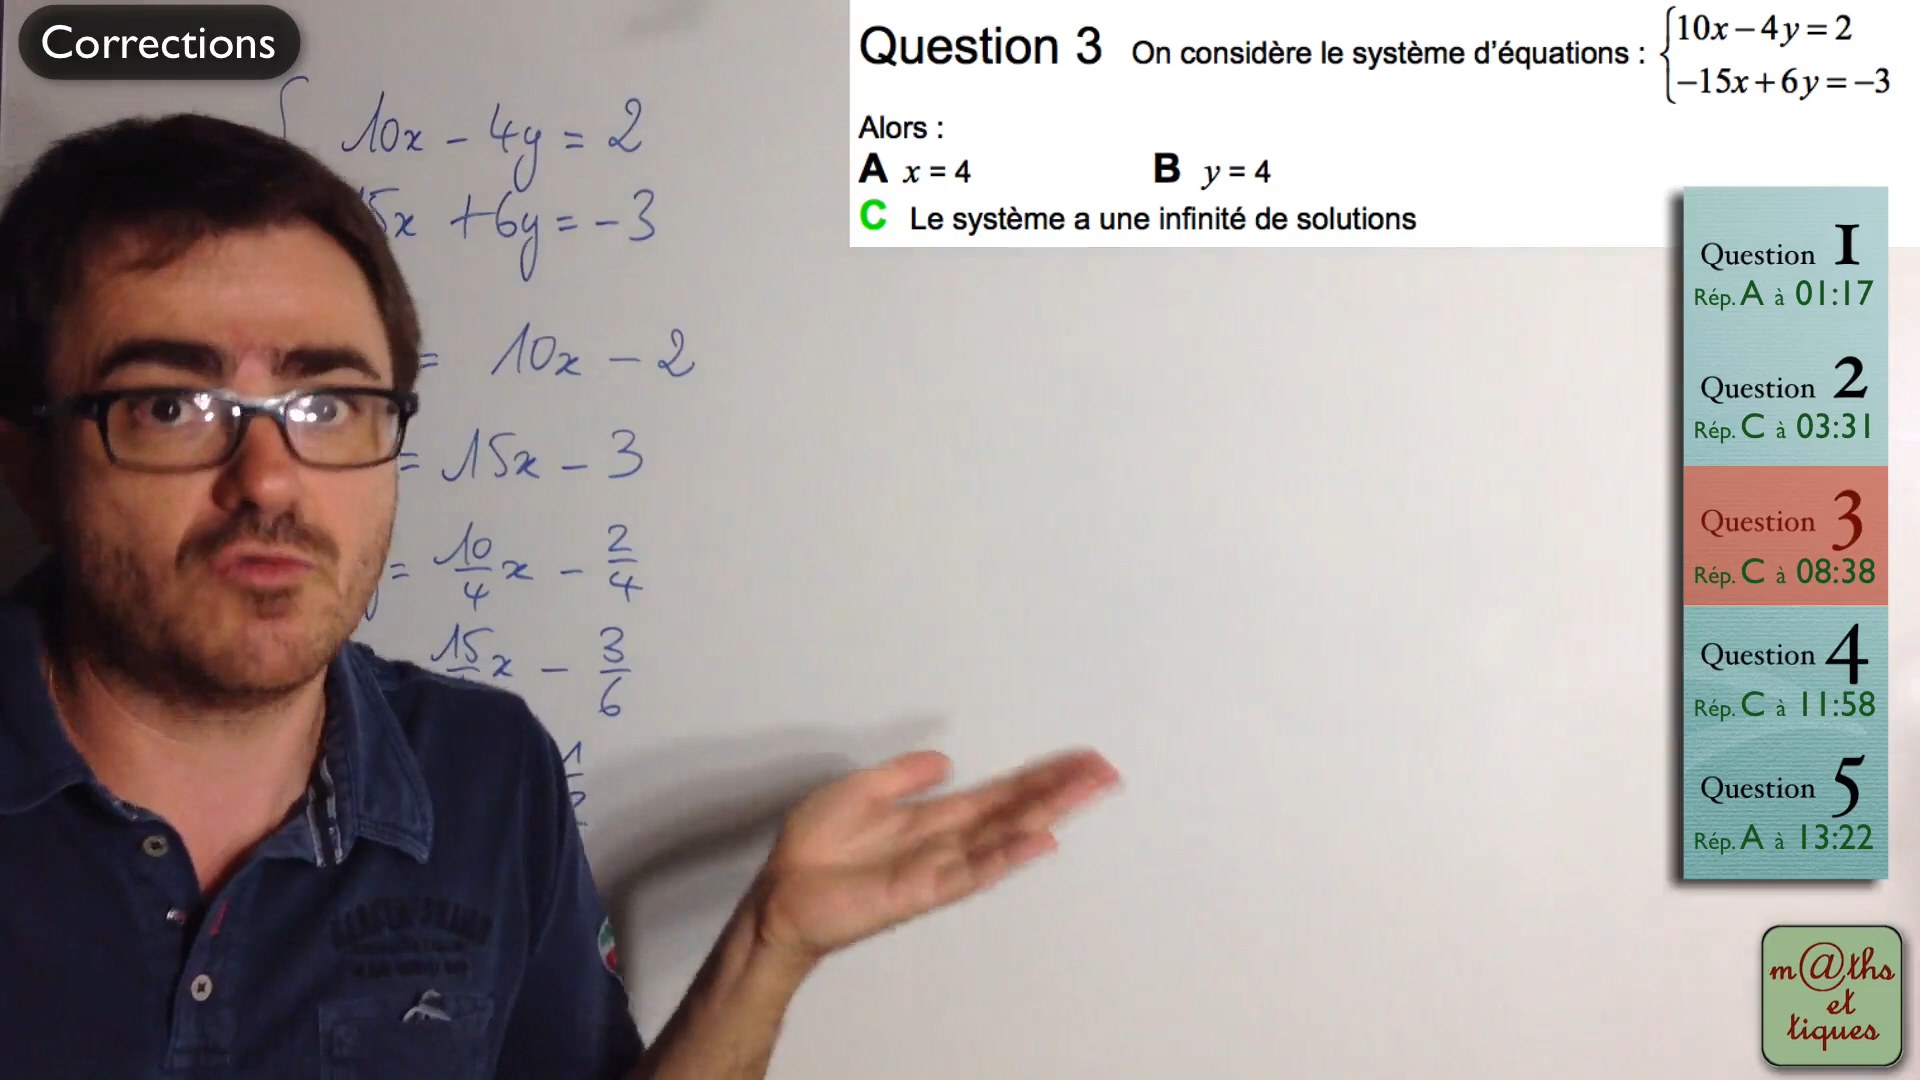 Corrections
Question 3 On considère le système d'équations : {10x – 4y = 2
–15x + 6y = –3
Alors :
A x = 4 B y = 4
C Le système a une infinité de solutions
10x – 4y = 2
5x + 6y = – 3
= 10x – 2
= 15x – 3
= 10/4 x – 2/4
15 x – 3/6
1
Question 1
Rép. A à 01:17
Question 2
Rép. C à 03:31
Question 3
Rép. C à 08:38
Question 4
Rép. C à 11:58
Question 5
Rép. A à 13:22
m@ths
et
tiques